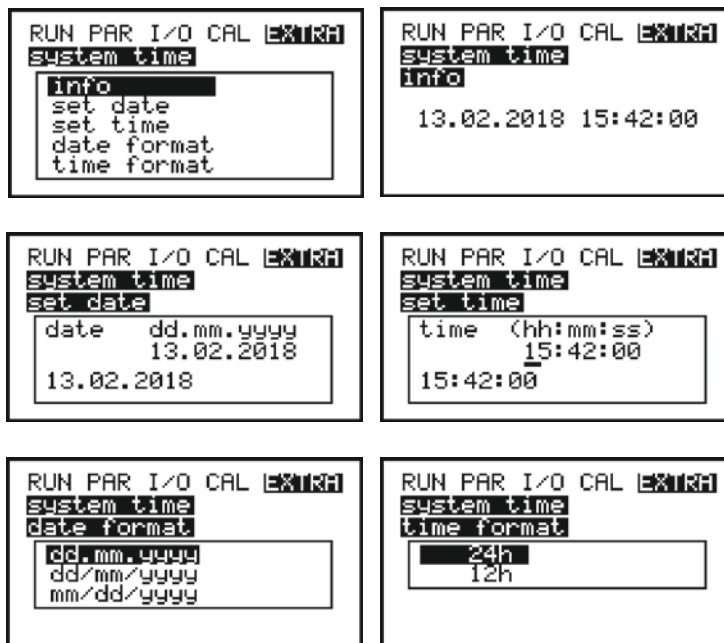 RUN PAR I/O CAL EXTRA
system time
info
set date
set time
date format
time format
RUN PAR I/O CAL EXTRA
system time
info
13.02.2018 15:42:00
RUN PAR I/O CAL EXTRA
system time
set date
date dd.mm.yyyy
13.02.2018
13.02.2018
RUN PAR I/O CAL EXTRA
system time
set time
time (hh:mm:ss)
15:42:00
15:42:00
RUN PAR I/O CAL EXTRA
system time
date format
dd.mm.yyyy
dd/mm/yyyy
mm/dd/yyyy
RUN PAR I/O CAL EXTRA
system time
time format
24h
12h